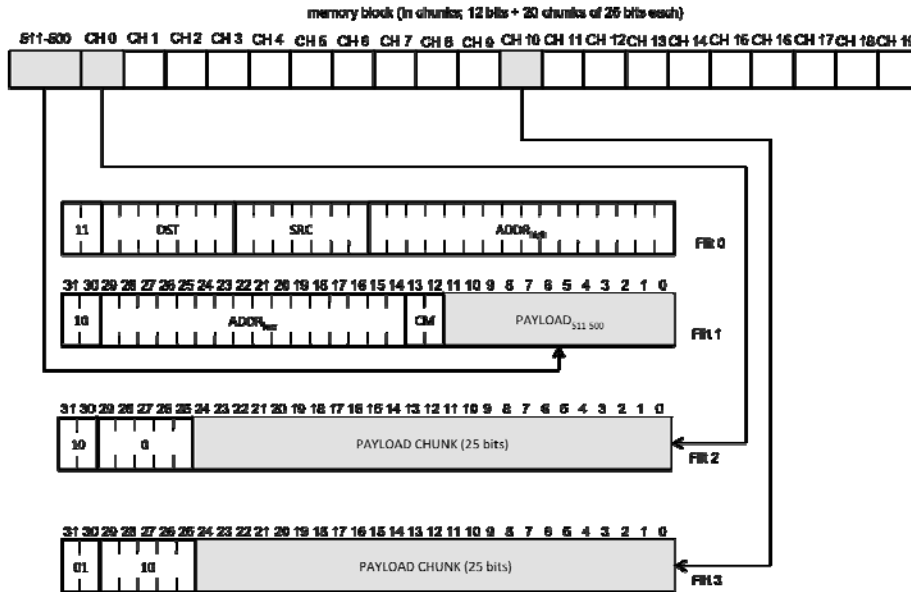 memory block (in chunks; 12 bits + 20 chunks of 25 bits each)
511-500 CH 0 CH 1 CH 2 CH 3 CH 4 CH 5 CH 6 CH 7 CH 8 CH 9 CH 10 CH 11 CH 12 CH 13 CH 14 CH 15 CH 16 CH 17 CH 18 CH 19
11 DST SRC ADDRhigh
Flit 0
31 30 29 28 27 26 25 24 23 22 21 20 19 18 17 16 15 14 13 12 11 10 9 8 7 6 5 4 3 2 1 0
10 ADDRlow CM PAYLOAD511 500
Flit 1
31 30 29 28 27 26 25 24 23 22 21 20 19 18 17 16 15 14 13 12 11 10 9 8 7 6 5 4 3 2 1 0
10 0 PAYLOAD CHUNK (25 bits)
Flit 2
31 30 29 28 27 26 25 24 23 22 21 20 19 18 17 16 15 14 13 12 11 10 9 8 7 6 5 4 3 2 1 0
01 10 PAYLOAD CHUNK (25 bits)
Flit 3